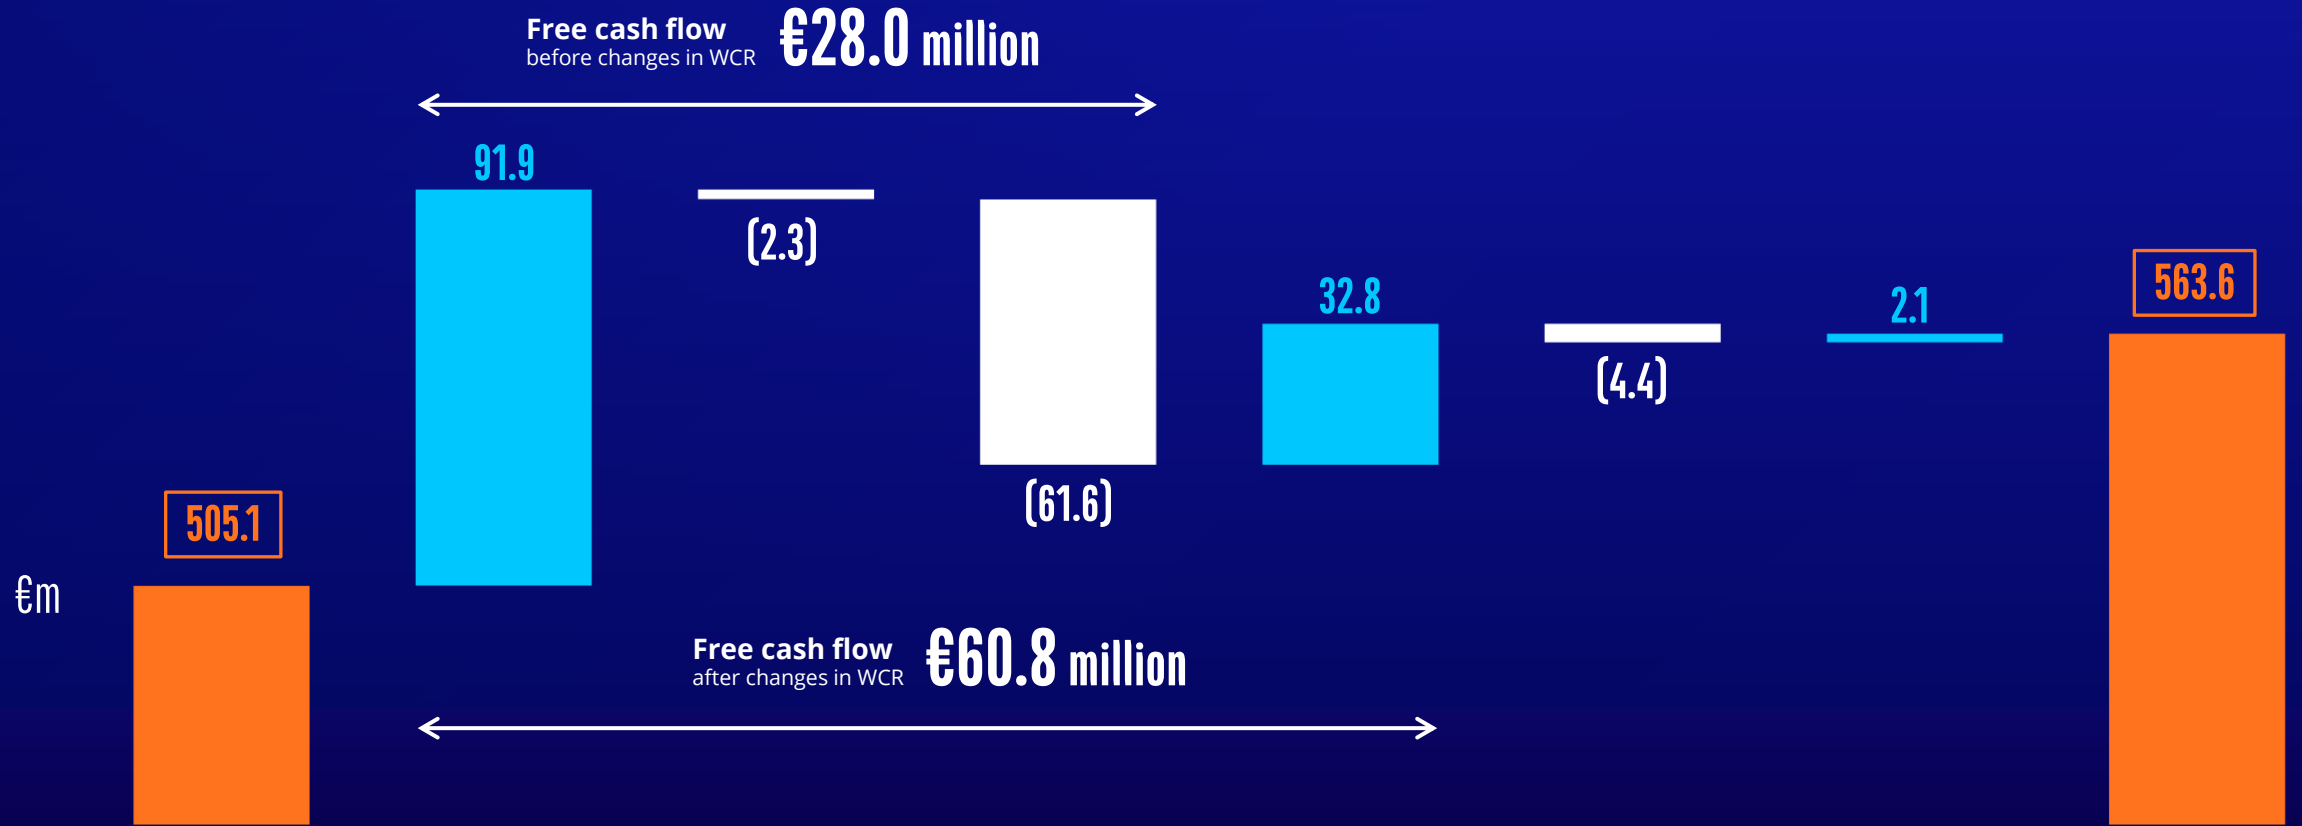 Free cash flow
before changes in WCR
€28.0 million
91.9
(2.3)
(61.6)
32.8
(4.4)
2.1
563.6
505.1
€m
Free cash flow
after changes in WCR
€60.8 million